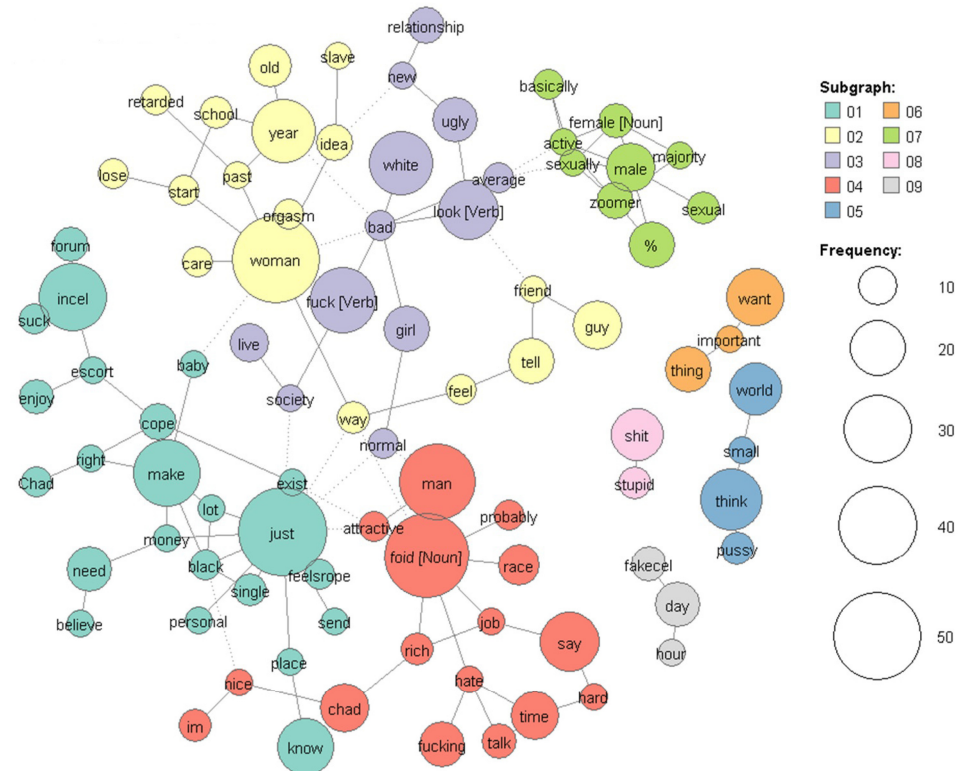 relationship
old
slave
new
basically
Subgraph:
retarded
school
ugly
01 06
year
idea
female [Noun]
02 07
white
active
03 08
lose
past
average
sexually
male
majority
04 09
start
zoomer
sexual
05
orgasm
look [Verb]
bad
forum
woman
%
Frequency:
care
incel
fuck [Verb]
friend
want
10
suck
girl
guy
important
20
live
baby
tell
thing
escort
world
enjoy
society
feel
cope
way
30
normal
shit
small
right
make
exist
man
stupid
think
Chad
lot
just
attractive
probably
40
money
foid [Noun]
pussy
need
black
feelsrope
race
fakecel
single
believe
personal
send
job
day
50
rich
say
place
hour
nice
hate
hard
im
chad
time
know
fucking
talk